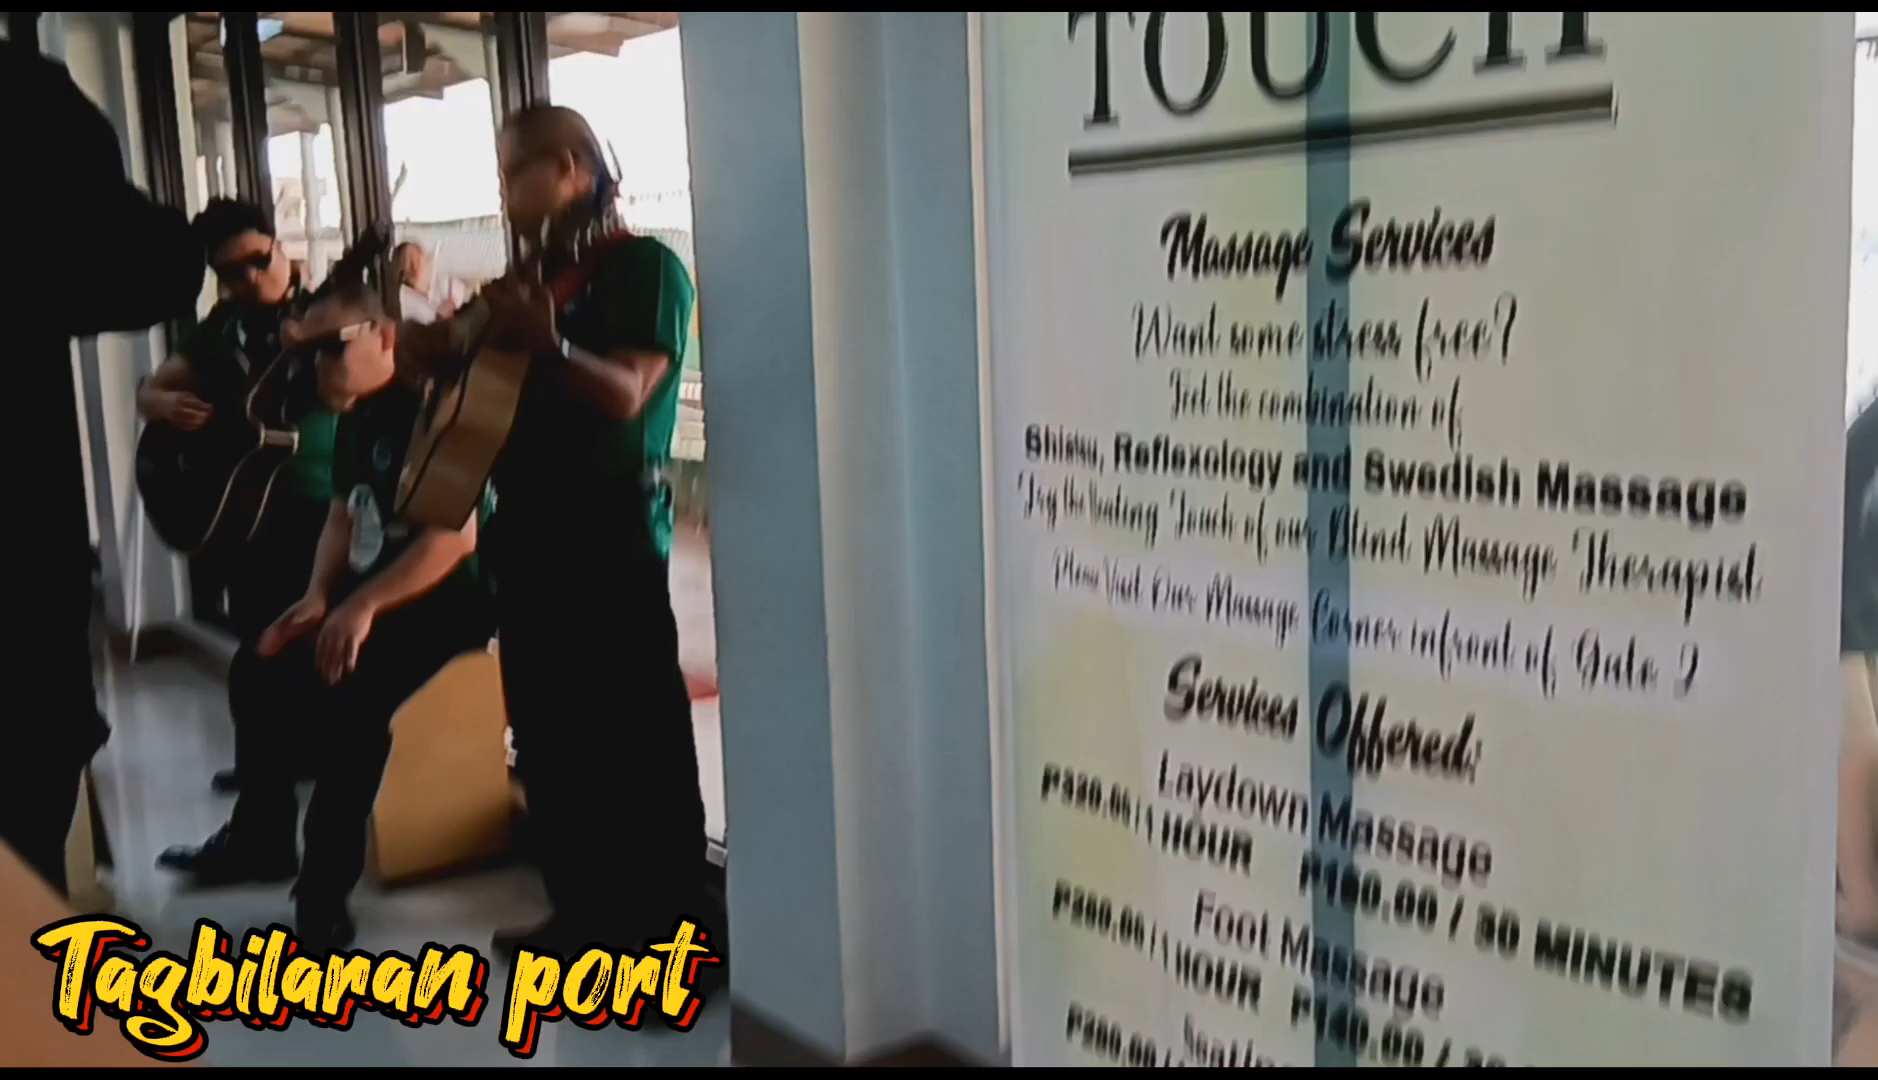 TOUCH
Massage Services
Want some stress free?
Feel the combination of
Shiatsu, Reflexology and Swedish Massage
Try the Healing Touch of our Blind Massage Therapist
Please Visit Our Massage Corner infront of Gate 2
Services Offered:
Laydown Massage
HOUR / 30 MINUTES
Foot Massage
HOUR
Tagbilaran port